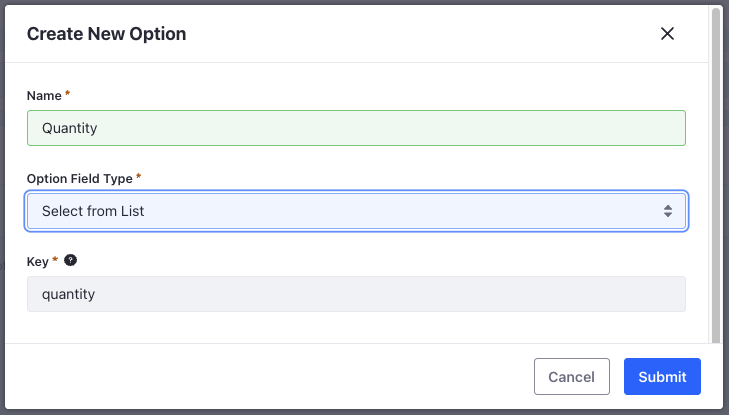 Create New Option
Name *
Quantity
Option Field Type *
Select from List
Key * ?
quantity
Cancel
Submit